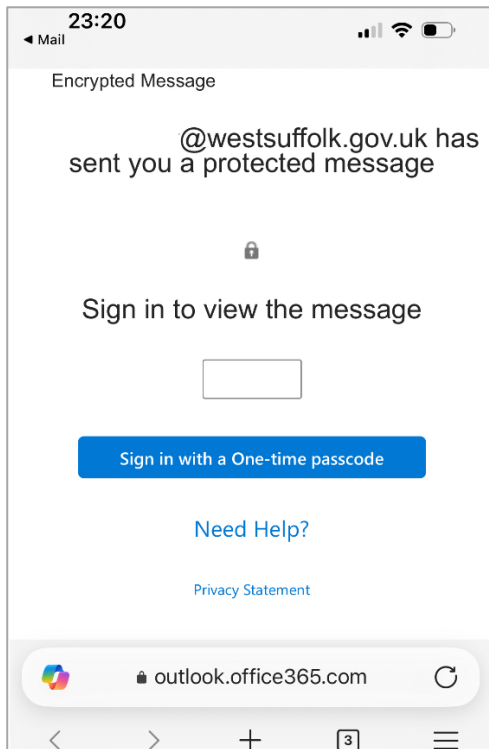 23:20
Mail
Encrypted Message
@westsuffolk.gov.uk has
sent you a protected message
Sign in to view the message
Sign in with a One-time passcode
Need Help?
Privacy Statement
outlook.office365.com
3